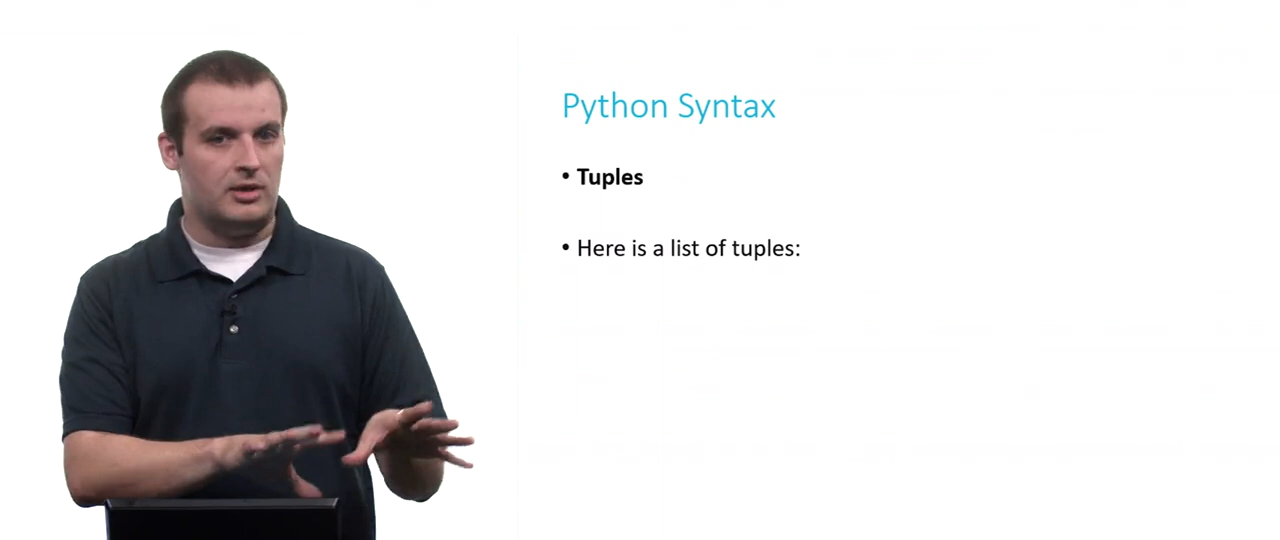 Python Syntax
• Tuples
• Here is a list of tuples: